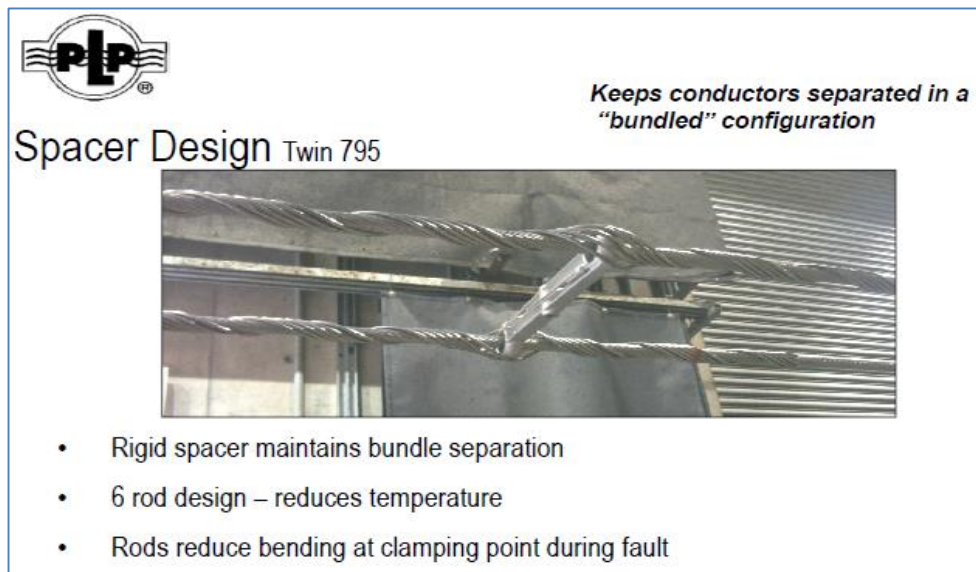 PLP
®
Keeps conductors separated in a
“bundled” configuration
Spacer Design Twin 795
• Rigid spacer maintains bundle separation
• 6 rod design – reduces temperature
• Rods reduce bending at clamping point during fault